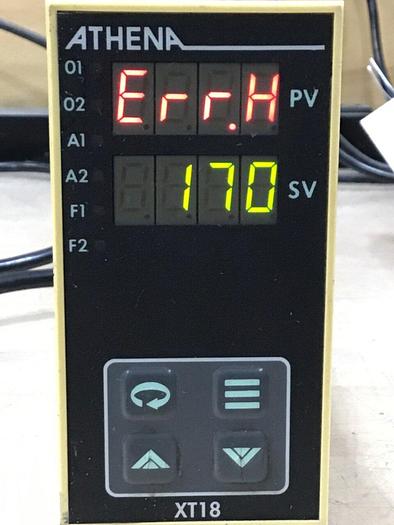 ATHENA
O1
Err.H PV
O2
A1
A2
170 SV
F1
F2
XT18